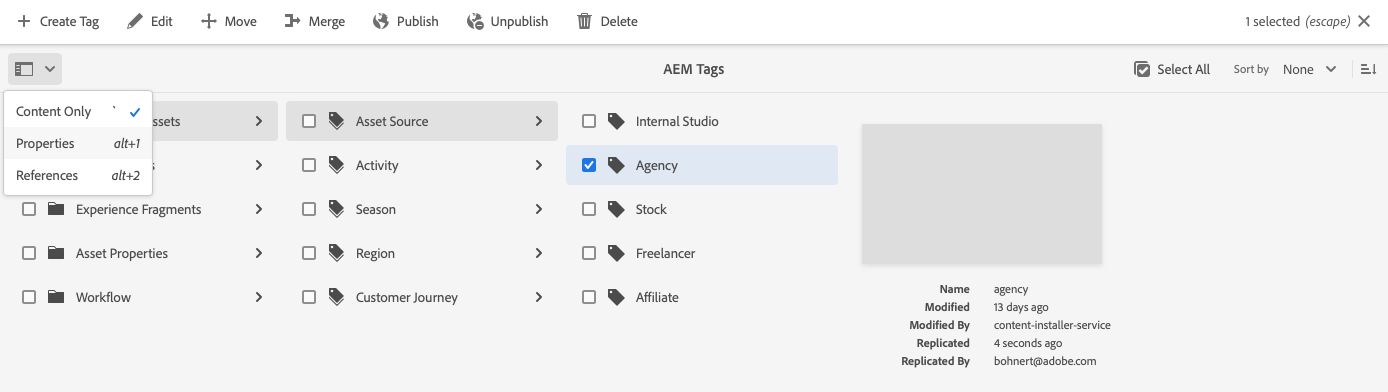 Create Tag Edit Move Merge Publish Unpublish Delete 1 selected (escape)
AEM Tags Select All Sort by None
Content Only `
Properties alt+1
References alt+2
ssets Asset Source Internal Studio
s Activity Agency
Experience Fragments Season Stock
Asset Properties Region Freelancer
Workflow Customer Journey Affiliate
Name agency
Modified 13 days ago
Modified By content-installer-service
Replicated 4 seconds ago
Replicated By bohnert@adobe.com